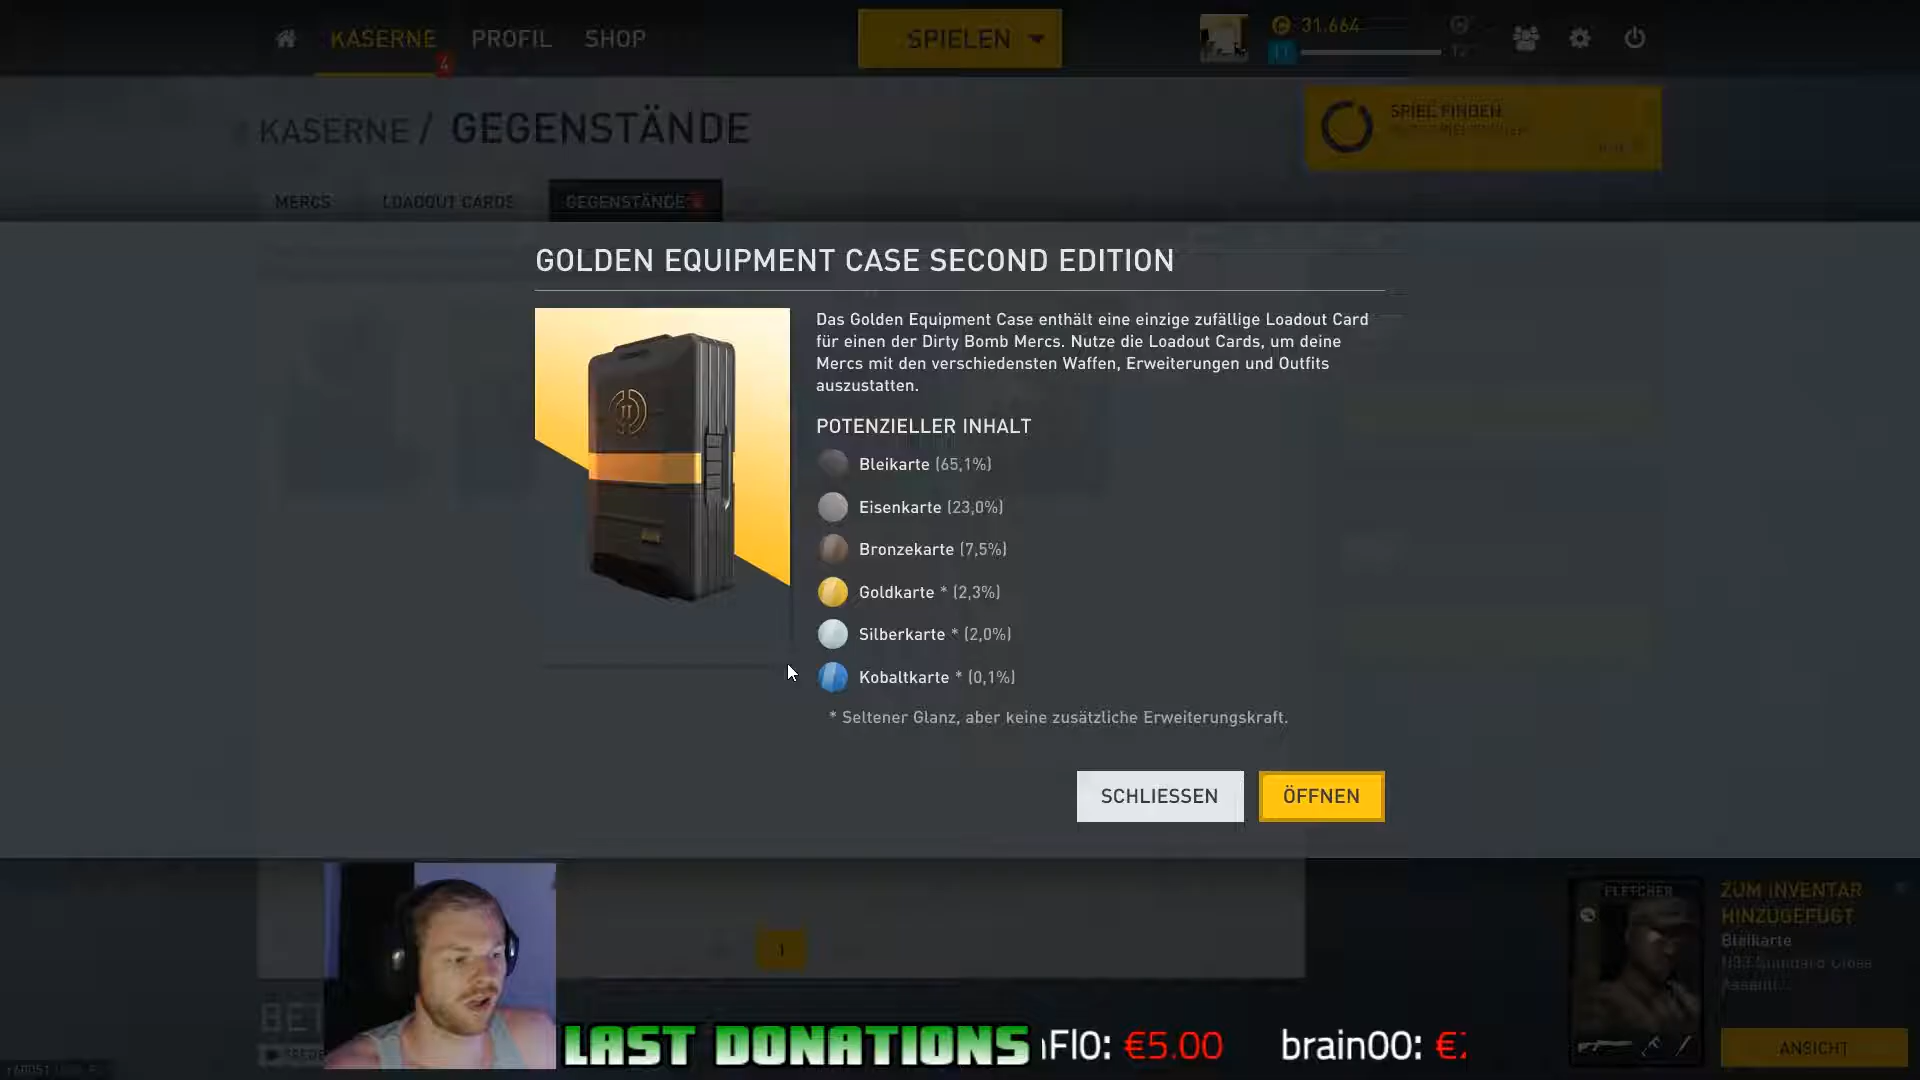 KASERNE
4
PROFIL
SHOP
SPIELEN
31,664
11
KASERNE / GEGENSTÄNDE
SPIEL FINDEN
MERCS
LOADOUT CARDS
GEGENSTÄNDE
GOLDEN EQUIPMENT CASE SECOND EDITION
Das Golden Equipment Case enthält eine einzige zufällige Loadout Card
für einen der Dirty Bomb Mercs. Nutze die Loadout Cards, um deine
Mercs mit den verschiedensten Waffen, Erweiterungen und Outfits
auszustatten.
POTENZIELLER INHALT
Bleikarte (65,1%)
Eisenkarte (23,0%)
Bronzekarte (7,5%)
Goldkarte * (2,3%)
Silberkarte * (2,0%)
Kobaltkarte * (0,1%)
* Seltener Glanz, aber keine zusätzliche Erweiterungskraft.
SCHLIESSEN
ÖFFNEN
1
FLETCHER
ZUM INVENTAR
HINZUGEFÜGT
Bleikarte
ANSICHT
LAST DONATIONS
Fl0: €5.00
brain00: €